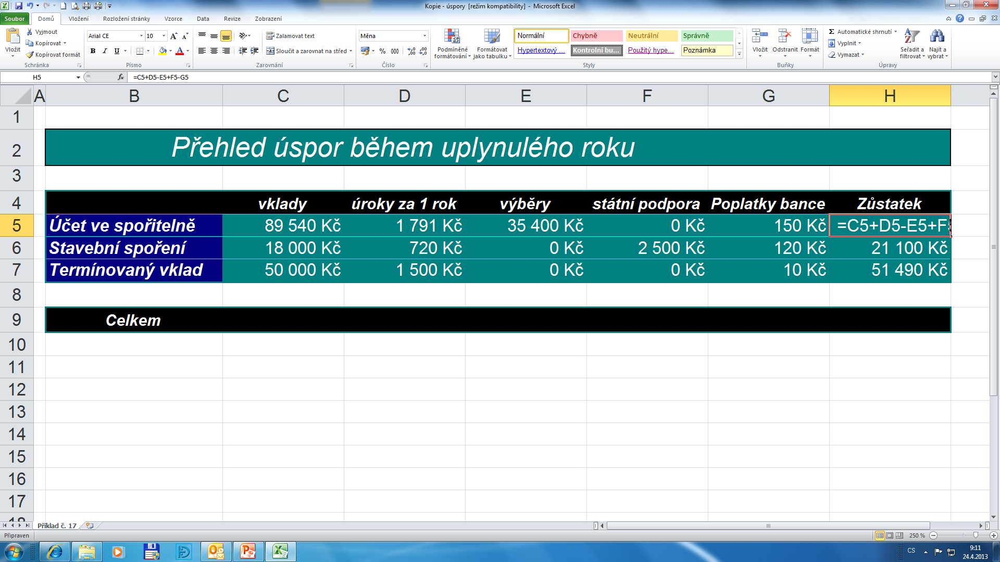 Kopie - úspory [režim kompatibility] - Microsoft Excel
Soubor Domů Vložení Rozložení stránky Vzorce Data Revize Zobrazení
Vložit
Vyjmout
Kopírovat
Kopírovat formát
Schránka
Arial CE 10
B I U
Písmo
Zalamovat text
Sloučit a zarovnat na střed
Zarovnání
Měna
% 000
Číslo
Podmíněné formátování
Formátovat jako tabulku
Normální Chybně Neutrální Správně
Hypertextový ... Kontrolní bu... Použitý hype... Poznámka
Styly
Vložit Odstranit Formát
Buňky
Σ Automatické shrnutí
Vyplnit
Vymazat
Seřadit a filtrovat
Najít a vybrat
Úpravy
H5 fx =C5+D5-E5+F5-G5
A B C D E F G H
1
2 Přehled úspor během uplynulého roku
3
4 vklady úroky za 1 rok výběry státní podpora Poplatky bance Zůstatek
5 Účet ve spořitelně 89 540 Kč 1 791 Kč 35 400 Kč 0 Kč 150 Kč =C5+D5-E5+F5
6 Stavební spoření 18 000 Kč 720 Kč 0 Kč 2 500 Kč 120 Kč 21 100 Kč
7 Termínovaný vklad 50 000 Kč 1 500 Kč 0 Kč 0 Kč 10 Kč 51 490 Kč
8
9 Celkem
10
11
12
13
14
15
16
17
18
Příklad č. 17
Připraven 250 %
CS 9:11
24.4.2013